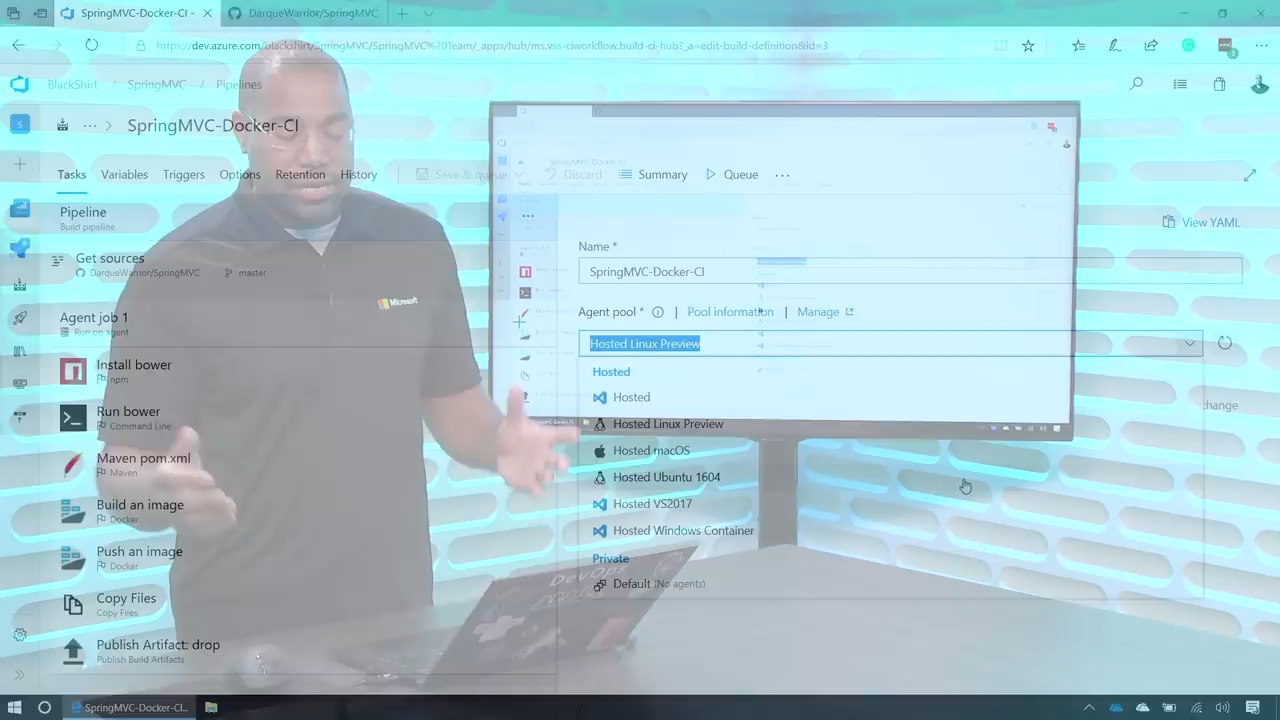 SpringMVC-Docker-CI -
DarqueWarrior/SpringMVC
https://dev.azure.com/blackshirt/SpringMVC/SpringMVC%20Team/_apps/hub/ms.vss-ciworkflow.build-ci-hub?_a=edit-build-definition&id=3
BlackShirt / SpringMVC / Pipelines
... > SpringMVC-Docker-CI
Tasks Variables Triggers Options Retention History Save & queue Discard Summary Queue ...
Pipeline
Build pipeline
View YAML
Get sources
DarqueWarrior/SpringMVC master
Agent job 1
Run on agent
Install bower
npm
Run bower
Command Line
Maven pom.xml
Maven
Build an image
Docker
Push an image
Docker
Copy Files
Copy Files
Publish Artifact: drop
Publish Build Artifacts
Name *
SpringMVC-Docker-CI
Agent pool * | Pool information | Manage
Hosted Linux Preview
Hosted
Hosted
Hosted Linux Preview
Hosted macOS
Hosted Ubuntu 1604
Hosted VS2017
Hosted Windows Container
Private
Default (No agents)
change
Microsoft
SpringMVC-Docker-CI
DevOps
SpringMVC-Docker-CI...